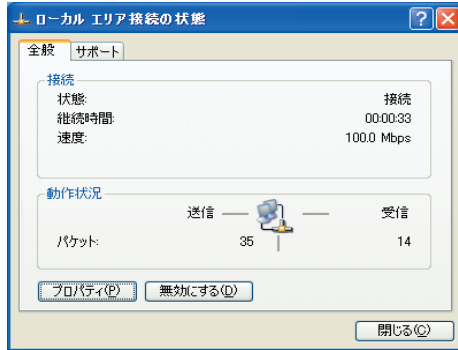 ローカル エリア接続の状態
全般 サポート
接続
状態: 接続
継続時間: 00:00:33
速度: 100.0 Mbps
動作状況
送信 受信
パケット: 35 14
プロパティ(P) 無効にする(D)
閉じる(C)